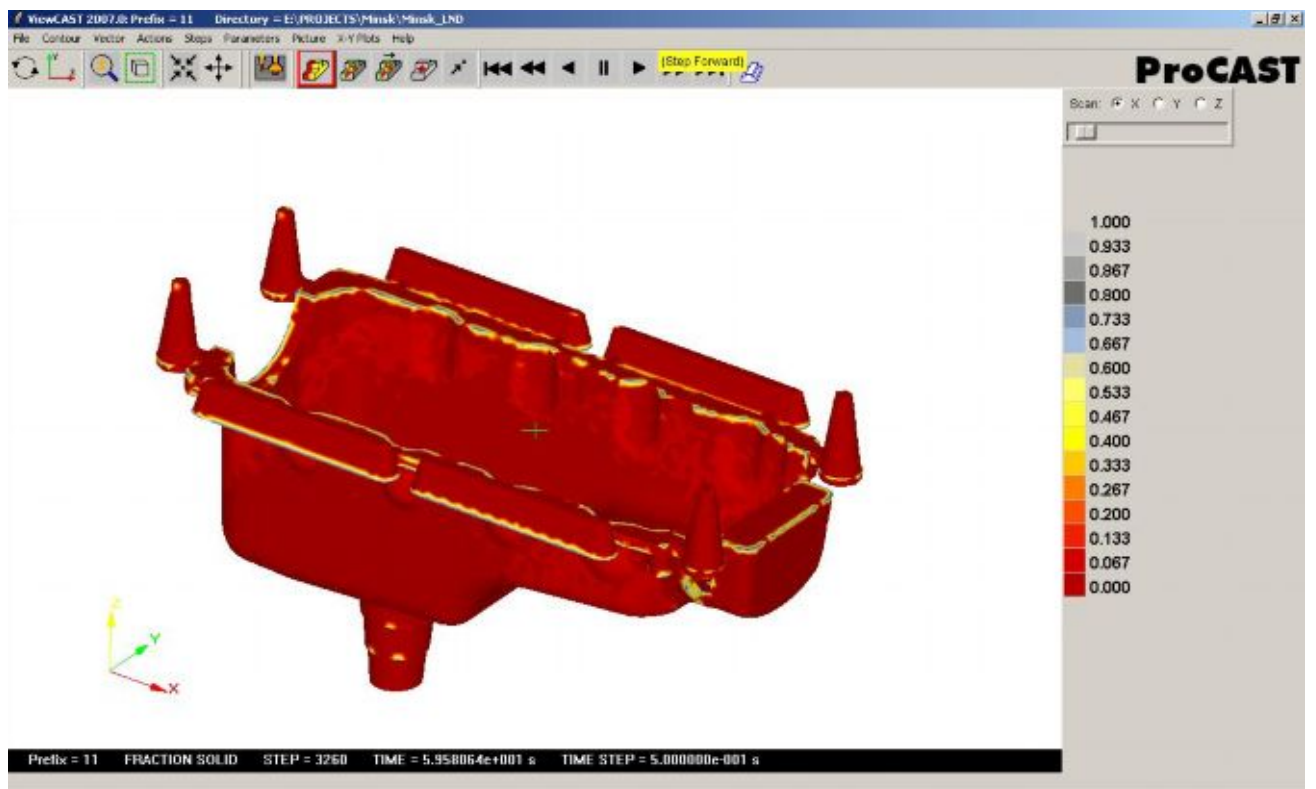 ViewCAST 2007.0: Prefix = 11 Directory = E:\PROJECTS\Minsk\Minsk_LND
File Contour Vector Actions Steps Parameters Picture X-Y Plots Help
(Step Forward)
ProCAST
Scan: X Y Z
1.000
0.933
0.867
0.800
0.733
0.667
0.600
0.533
0.467
0.400
0.333
0.267
0.200
0.133
0.067
0.000
Z
Y
X
Prefix = 11 FRACTION SOLID STEP = 3260 TIME = 5.958064e+001 s TIME STEP = 5.000000e-001 s